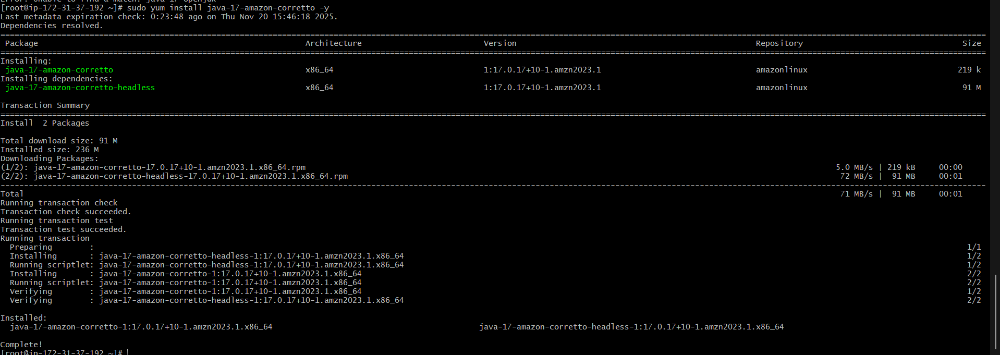 Error: Unable to find a match: java-17-openjdk
[root@ip-172-31-37-192 ~]# sudo yum install java-17-amazon-corretto -y
Last metadata expiration check: 0:23:48 ago on Thu Nov 20 15:46:18 2025.
Dependencies resolved.
================================================================================
Package Architecture Version Repository Size
================================================================================
Installing:
java-17-amazon-corretto x86_64 1:17.0.17+10-1.amzn2023.1 amazonlinux 219 k
Installing dependencies:
java-17-amazon-corretto-headless x86_64 1:17.0.17+10-1.amzn2023.1 amazonlinux 91 M
Transaction Summary
================================================================================
Install 2 Packages
Total download size: 91 M
Installed size: 236 M
Downloading Packages:
(1/2): java-17-amazon-corretto-17.0.17+10-1.amzn2023.1.x86_64.rpm 5.0 MB/s | 219 kB 00:00
(2/2): java-17-amazon-corretto-headless-17.0.17+10-1.amzn2023.1.x86_64.rpm 72 MB/s | 91 MB 00:01
--------------------------------------------------------------------------------
Total 71 MB/s | 91 MB 00:01
Running transaction check
Transaction check succeeded.
Running transaction test
Transaction test succeeded.
Running transaction
Preparing : 1/1
Installing : java-17-amazon-corretto-headless-1:17.0.17+10-1.amzn2023.1.x86_64 1/2
Running scriptlet: java-17-amazon-corretto-headless-1:17.0.17+10-1.amzn2023.1.x86_64 1/2
Installing : java-17-amazon-corretto-1:17.0.17+10-1.amzn2023.1.x86_64 2/2
Running scriptlet: java-17-amazon-corretto-1:17.0.17+10-1.amzn2023.1.x86_64 2/2
Verifying : java-17-amazon-corretto-1:17.0.17+10-1.amzn2023.1.x86_64 1/2
Verifying : java-17-amazon-corretto-headless-1:17.0.17+10-1.amzn2023.1.x86_64 2/2
Installed:
java-17-amazon-corretto-1:17.0.17+10-1.amzn2023.1.x86_64 java-17-amazon-corretto-headless-1:17.0.17+10-1.amzn2023.1.x86_64
Complete!
[root@ip-172-31-37-192 ~]#